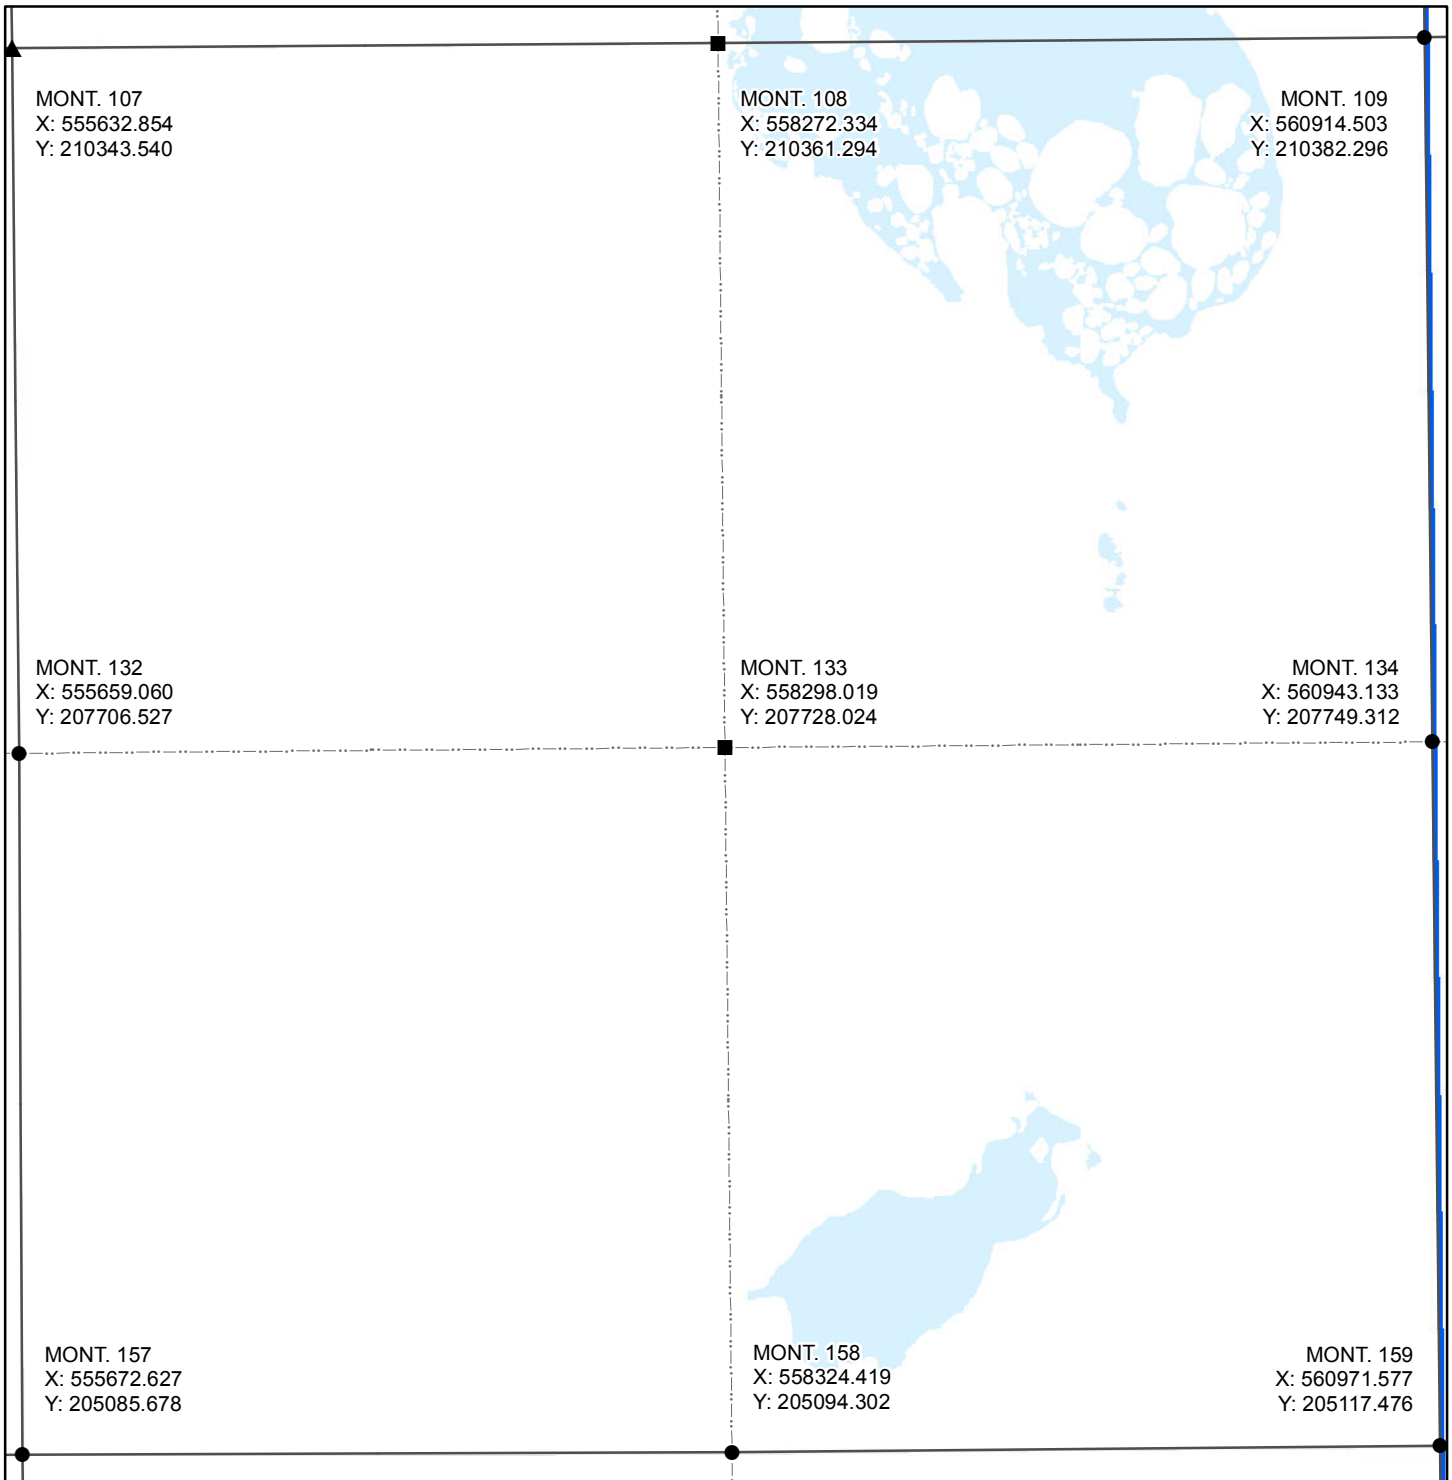 MONT. 107
X: 555632.854
Y: 210343.540
MONT. 108
X: 558272.334
Y: 210361.294
MONT. 109
X: 560914.503
Y: 210382.296
MONT. 132
X: 555659.060
Y: 207706.527
MONT. 133
X: 558298.019
Y: 207728.024
MONT. 134
X: 560943.133
Y: 207749.312
MONT. 157
X: 555672.627
Y: 205085.678
MONT. 158
X: 558324.419
Y: 205094.302
MONT. 159
X: 560971.577
Y: 205117.476